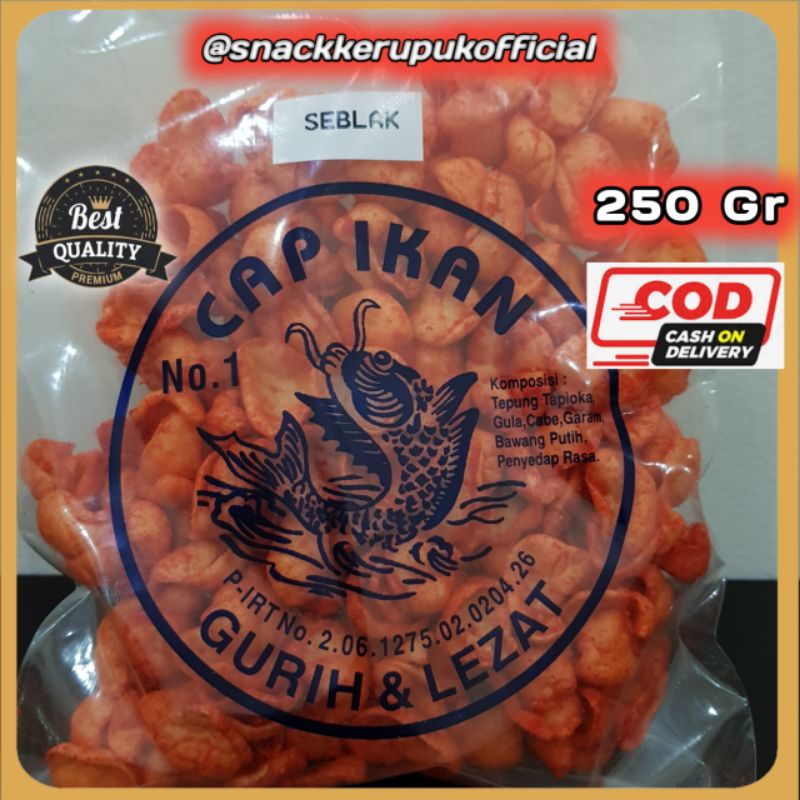 @snackkerupukofficial
SEBLAK
250 Gr
Best
QUALITY
PREMIUM
COD
CASH ON
DELIVERY
CAP IKAN
No.1
Komposisi :
Tepung Tapioka,
Gula,Cabe,Garam,
Bawang Putih,
Penyedap Rasa.
P-IRT No. 2.06.1275.02.0204.26
GURIH & LEZAT